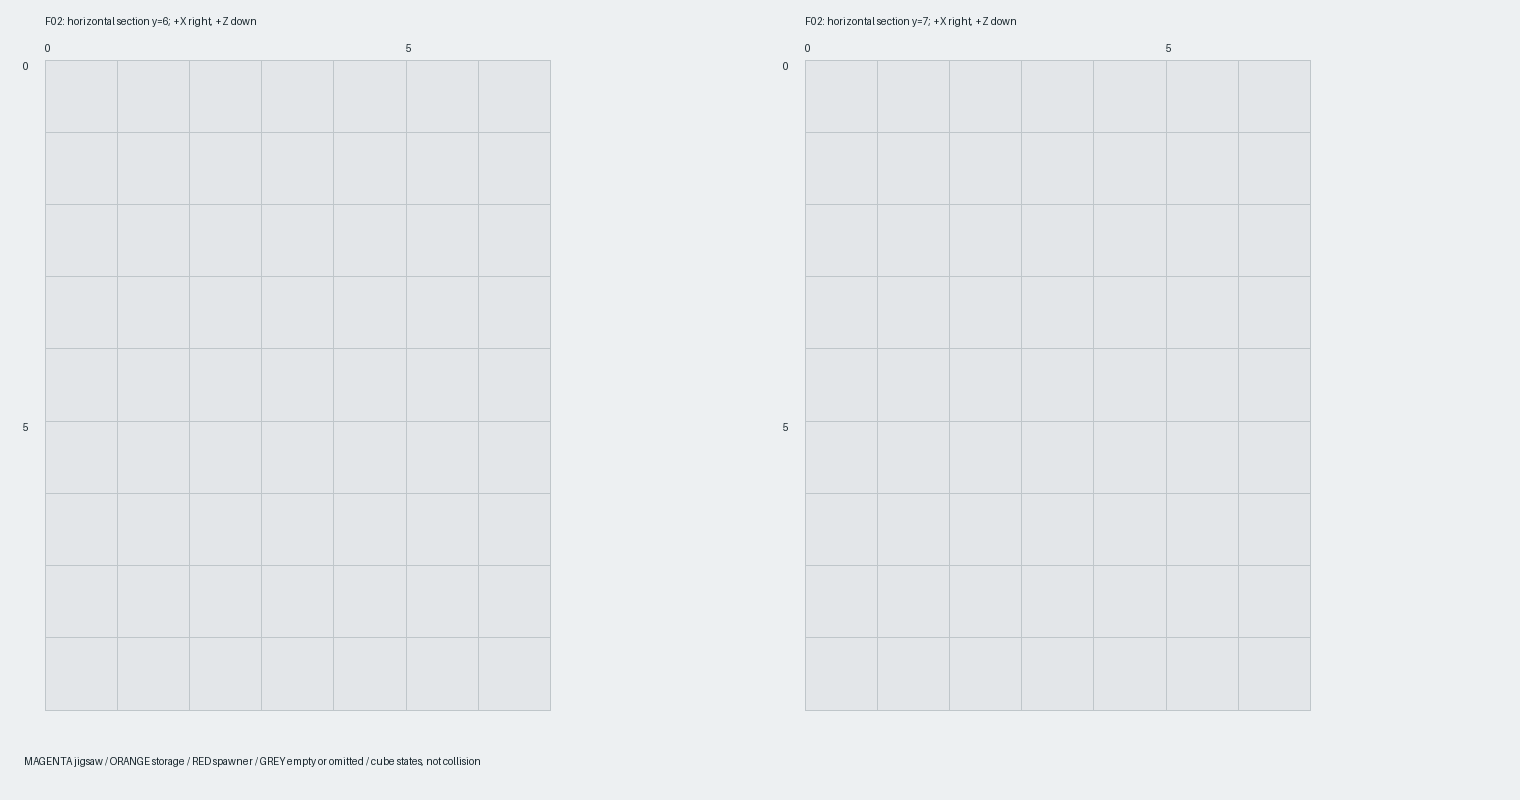 F02: horizontal section y=6; +X right, +Z down
F02: horizontal section y=7; +X right, +Z down
0 5
0 5
0
0
5
5
MAGENTA jigsaw / ORANGE storage / RED spawner / GREY empty or omitted / cube states, not collision